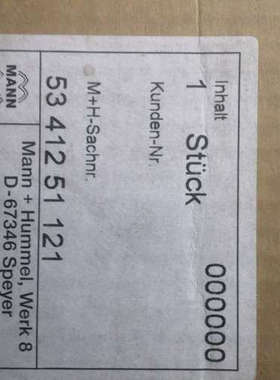 Inhalt
1 Stück 000000
Kunden-Nr.
M+H-Sachnr.
53 412 51 121
MANN
Mann + Hummel, Werk 8
D-67346 Speyer